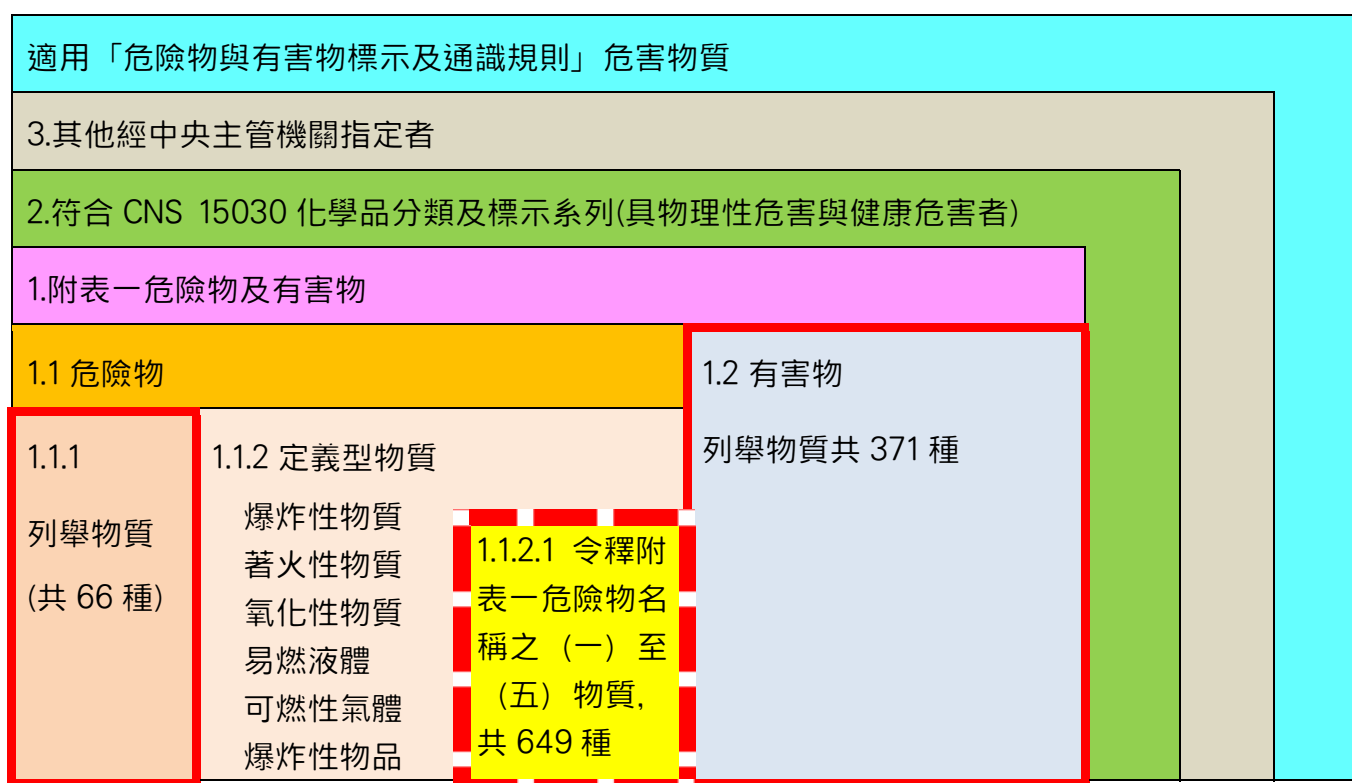 適用「危險物與有害物標示及通識規則」危害物質
3.其他經中央主管機關指定者
2.符合 CNS 15030 化學品分類及標示系列(具物理性危害與健康危害者)
1.附表一危險物及有害物
1.1 危險物
1.1.1
列舉物質
(共 66 種)
1.1.2 定義型物質
爆炸性物質
著火性物質
氧化性物質
易燃液體
可燃性氣體
爆炸性物品
1.1.2.1 令釋附
表一危險物名
稱之（一）至
（五）物質,
共 649 種
1.2 有害物
列舉物質共 371 種